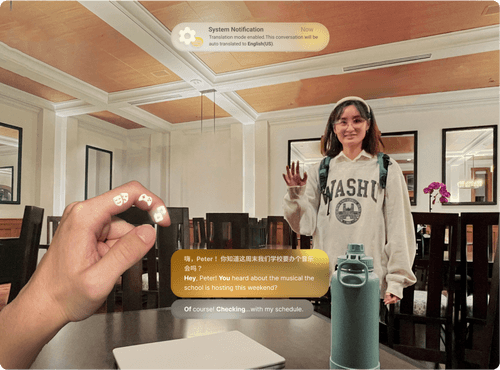 System Notification
Now
Translation mode enabled.This conversation will be
auto-translated to English(US)
WASHU
嗨，Peter！你知道这周末我们学校要办个音乐
会吗？
Hey, Peter! You heard about the musical the
school is hosting this weekend?
Of course! Checking...with my schedule.